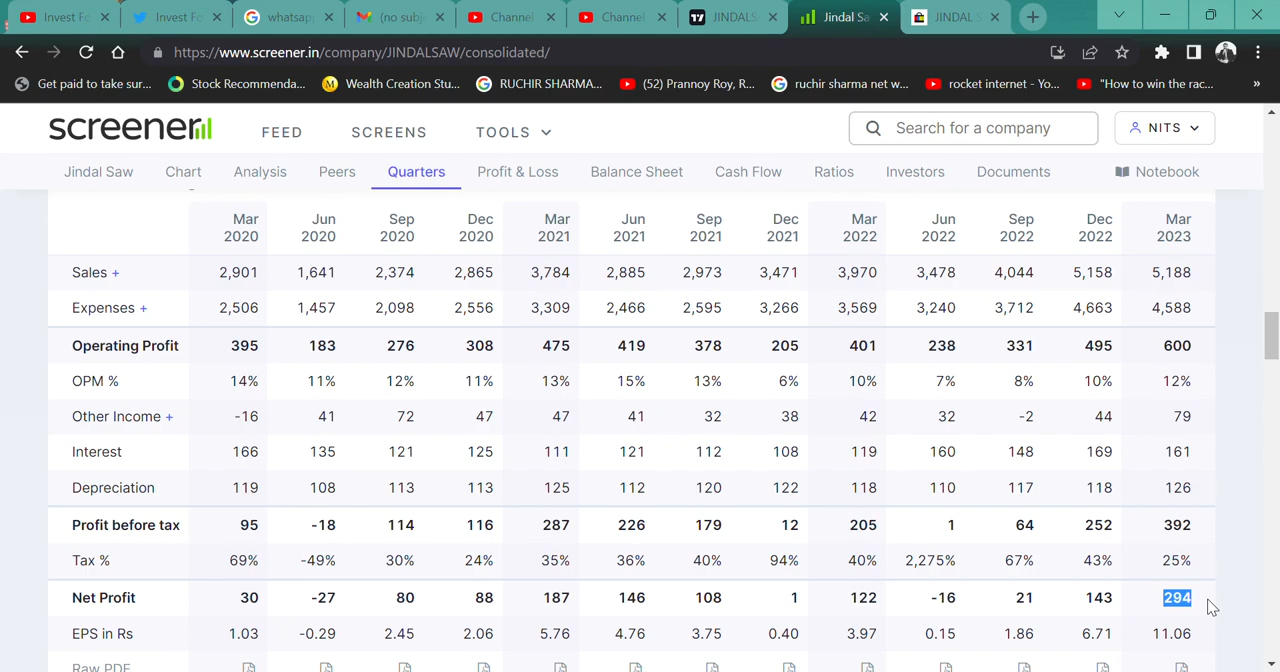 Invest Fo
Invest Fo
whatsap
(no subj
Channel
Channel
JINDALS
Jindal Sa
JINDAL S
https://www.screener.in/company/JINDALSAW/consolidated/
Get paid to take sur... Stock Recommenda... Wealth Creation Stu... RUCHIR SHARMA... (52) Prannoy Roy, R... ruchir sharma net w... rocket internet - Yo... "How to win the rac... »
screener FEED SCREENS TOOLS Search for a company NITS
Jindal Saw Chart Analysis Peers Quarters Profit & Loss Balance Sheet Cash Flow Ratios Investors Documents Notebook
Mar Jun Sep Dec Mar Jun Sep Dec Mar Jun Sep Dec Mar
2020 2020 2020 2020 2021 2021 2021 2021 2022 2022 2022 2022 2023
Sales + 2,901 1,641 2,374 2,865 3,784 2,885 2,973 3,471 3,970 3,478 4,044 5,158 5,188
Expenses + 2,506 1,457 2,098 2,556 3,309 2,466 2,595 3,266 3,569 3,240 3,712 4,663 4,588
Operating Profit 395 183 276 308 475 419 378 205 401 238 331 495 600
OPM % 14% 11% 12% 11% 13% 15% 13% 6% 10% 7% 8% 10% 12%
Other Income + -16 41 72 47 47 41 32 38 42 32 -2 44 79
Interest 166 135 121 125 111 121 112 108 119 160 148 169 161
Depreciation 119 108 113 113 125 112 120 122 118 110 117 118 126
Profit before tax 95 -18 114 116 287 226 179 12 205 1 64 252 392
Tax % 69% -49% 30% 24% 35% 36% 40% 94% 40% 2,275% 67% 43% 25%
Net Profit 30 -27 80 88 187 146 108 1 122 -16 21 143 294
EPS in Rs 1.03 -0.29 2.45 2.06 5.76 4.76 3.75 0.40 3.97 0.15 1.86 6.71 11.06
Raw PDF